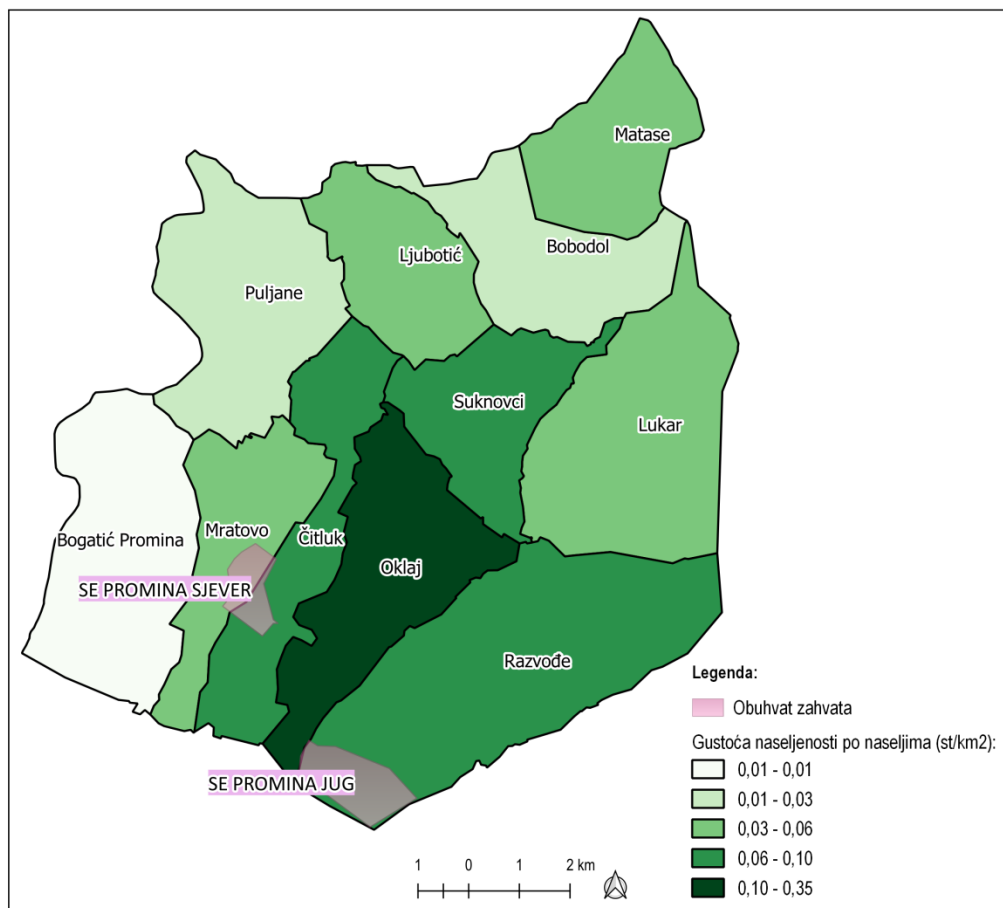 Matase
Bobodol
Ljubotić
Puljane
Suknovci
Lukar
Mratovo
Čitluk
Bogatić Promina
Oklaj
SE PROMINA SJEVER
Razvođe
SE PROMINA JUG
Legenda:
Obuhvat zahvata
Gustoća naseljenosti po naseljima (st/km2):
0,01 - 0,01
0,01 - 0,03
0,03 - 0,06
0,06 - 0,10
0,10 - 0,35
1 0 1 2 km